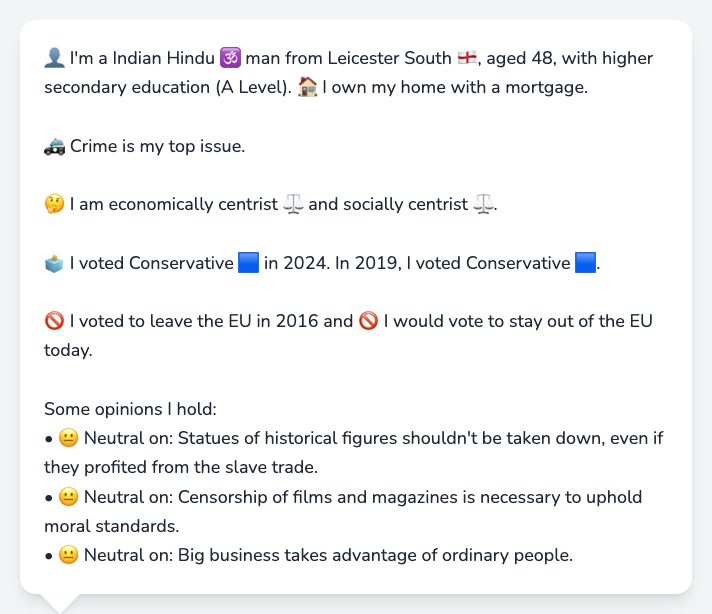 👤 I'm a Indian Hindu 🕉️ man from Leicester South 🏴󠁧󠁢󠁥󠁮󠁧󠁿, aged 48, with higher
secondary education (A Level). 🏠 I own my home with a mortgage.
🚓 Crime is my top issue.
🤔 I am economically centrist ⚖️ and socially centrist ⚖️.
🗳️ I voted Conservative 🟦 in 2024. In 2019, I voted Conservative 🟦.
🚫 I voted to leave the EU in 2016 and 🚫 I would vote to stay out of the EU
today.
Some opinions I hold:
• 😐 Neutral on: Statues of historical figures shouldn't be taken down, even if
they profited from the slave trade.
• 😐 Neutral on: Censorship of films and magazines is necessary to uphold
moral standards.
• 😐 Neutral on: Big business takes advantage of ordinary people.